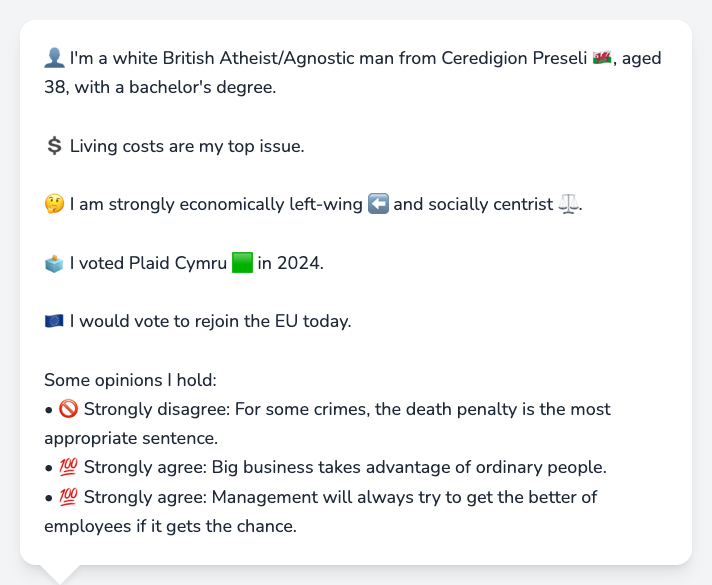 👤 I'm a white British Atheist/Agnostic man from Ceredigion Preseli 🏴󠁧󠁢󠁷󠁬󠁳󠁿, aged
38, with a bachelor's degree.
💲 Living costs are my top issue.
🤔 I am strongly economically left-wing ⬅️ and socially centrist ⚖️.
🗳️ I voted Plaid Cymru 🟩 in 2024.
🇪🇺 I would vote to rejoin the EU today.
Some opinions I hold:
• 🚫 Strongly disagree: For some crimes, the death penalty is the most
appropriate sentence.
• 💯 Strongly agree: Big business takes advantage of ordinary people.
• 💯 Strongly agree: Management will always try to get the better of
employees if it gets the chance.